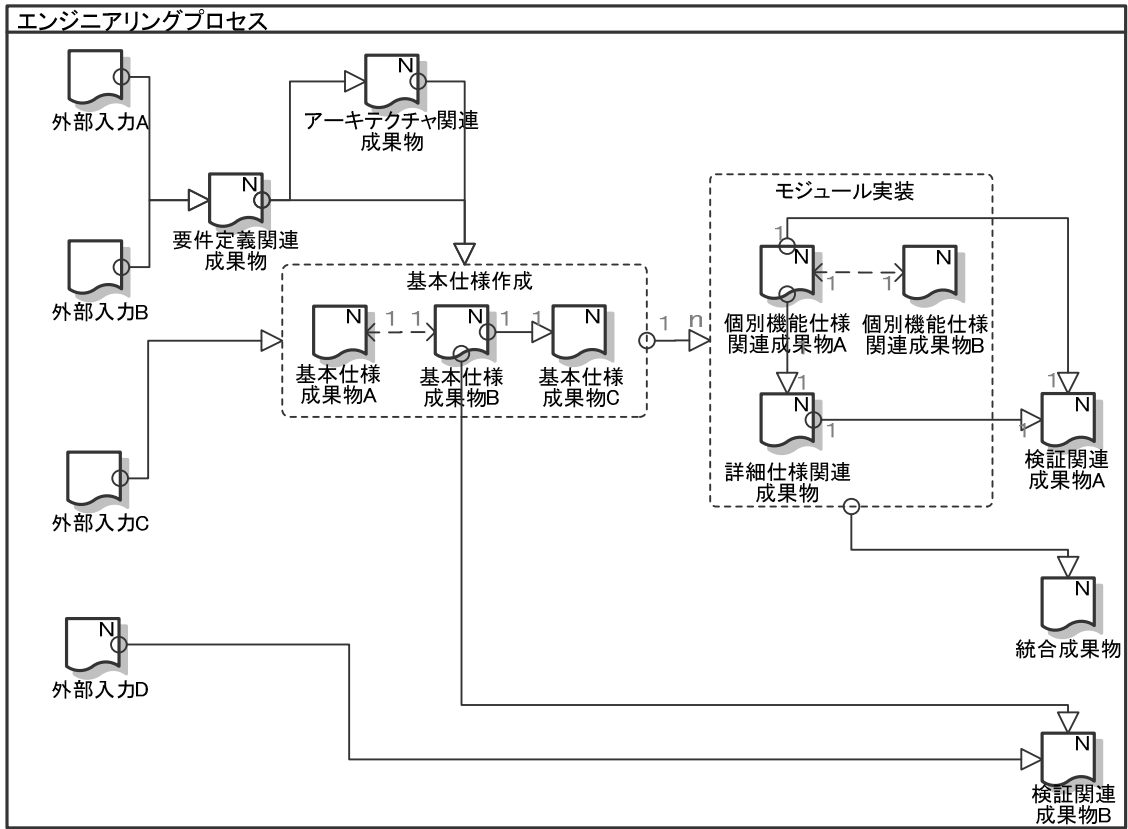 エンジニアリングプロセス
N
外部入力A
アーキテクチャ関連
成果物
N
要件定義関連
成果物
外部入力B
モジュール実装
1
N
N
1
1
個別機能仕様
関連成果物A
個別機能仕様
関連成果物B
1
基本仕様作成
N
N
N
1
1
1
1
基本仕様
成果物A
基本仕様
成果物B
基本仕様
成果物C
1
n
1
N
1
詳細仕様関連
成果物
1
N
1
検証関連
成果物A
外部入力C
N
統合成果物
N
外部入力D
N
検証関連
成果物B